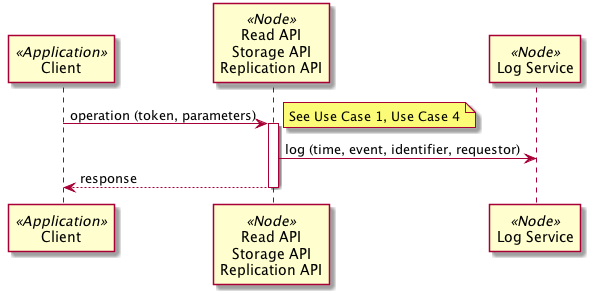 «Application»
Client
«Node»
Read API
Storage API
Replication API
«Node»
Log Service
operation (token, parameters)
See Use Case 1, Use Case 4
log (time, event, identifier, requestor)
response
«Application»
Client
«Node»
Read API
Storage API
Replication API
«Node»
Log Service